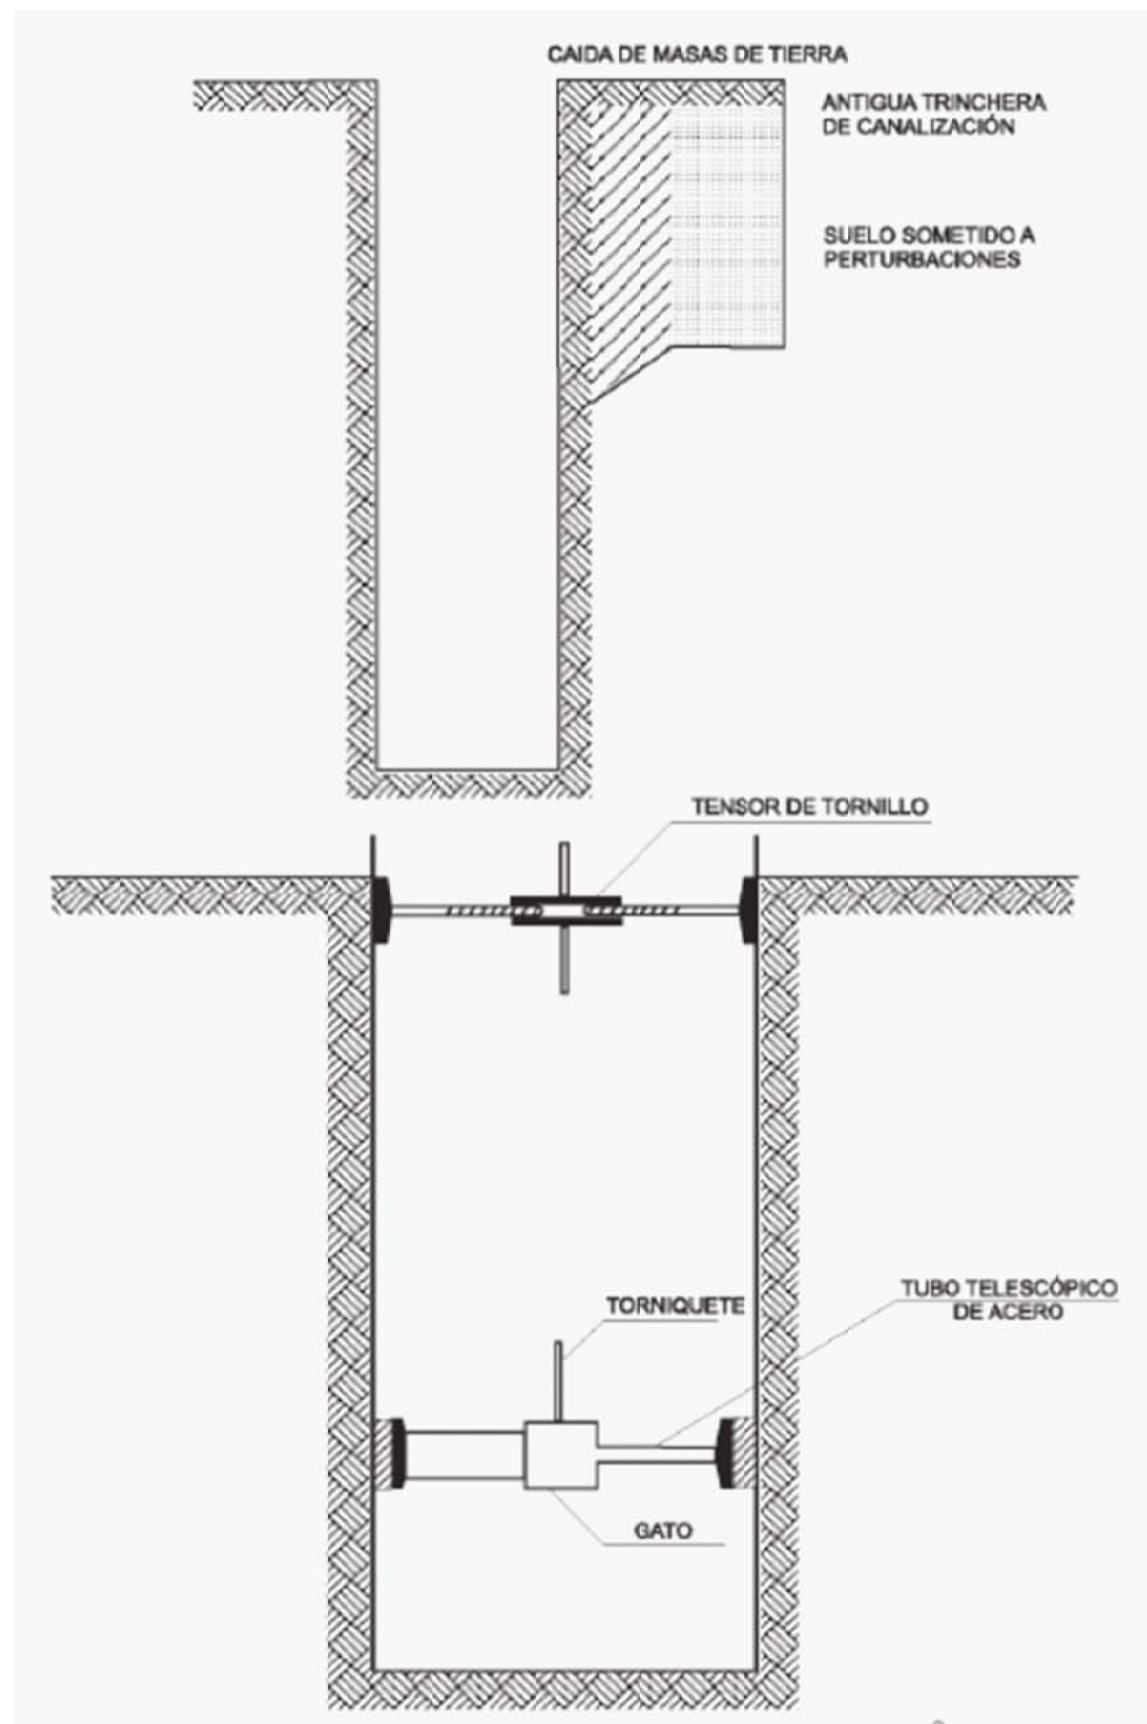 CAIDA DE MASAS DE TIERRA
ANTIGUA TRINCHERA
DE CANALIZACIÓN
SUELO SOMETIDO A
PERTURBACIONES
TENSOR DE TORNILLO
TORNIQUETE
TUBO TELESCÓPICO
DE ACERO
GATO